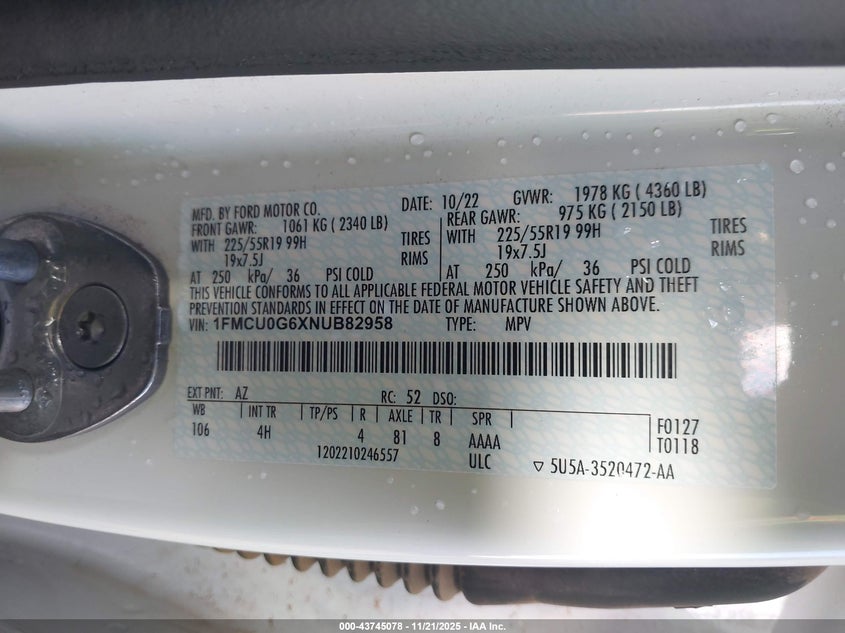 MFD. BY FORD MOTOR CO. DATE: 10/22 GVWR: 1978 KG ( 4360 LB)
FRONT GAWR: 1061 KG ( 2340 LB) REAR GAWR: 975 KG ( 2150 LB)
WITH 225/55R19 99H TIRES WITH 225/55R19 99H TIRES
19x7.5J RIMS 19x7.5J RIMS
AT 250 kPa/ 36 PSI COLD AT 250 kPa/ 36 PSI COLD
THIS VEHICLE CONFORMS TO ALL APPLICABLE FEDERAL MOTOR VEHICLE SAFETY AND THEFT
PREVENTION STANDARDS IN EFFECT ON THE DATE OF MANUFACTURE SHOWN ABOVE.
VIN: 1FMCU0G6XNUB82958 TYPE: MPV
EXT PNT: AZ RC: 52 DSO:
WB INT TR TP/PS R AXLE TR SPR
106 4H 4 81 8 AAAA F0127
1202210246557 ULC T0118
▽ 5U5A-3520472-AA
000-43745078 - 11/21/2025 - IAA Inc.